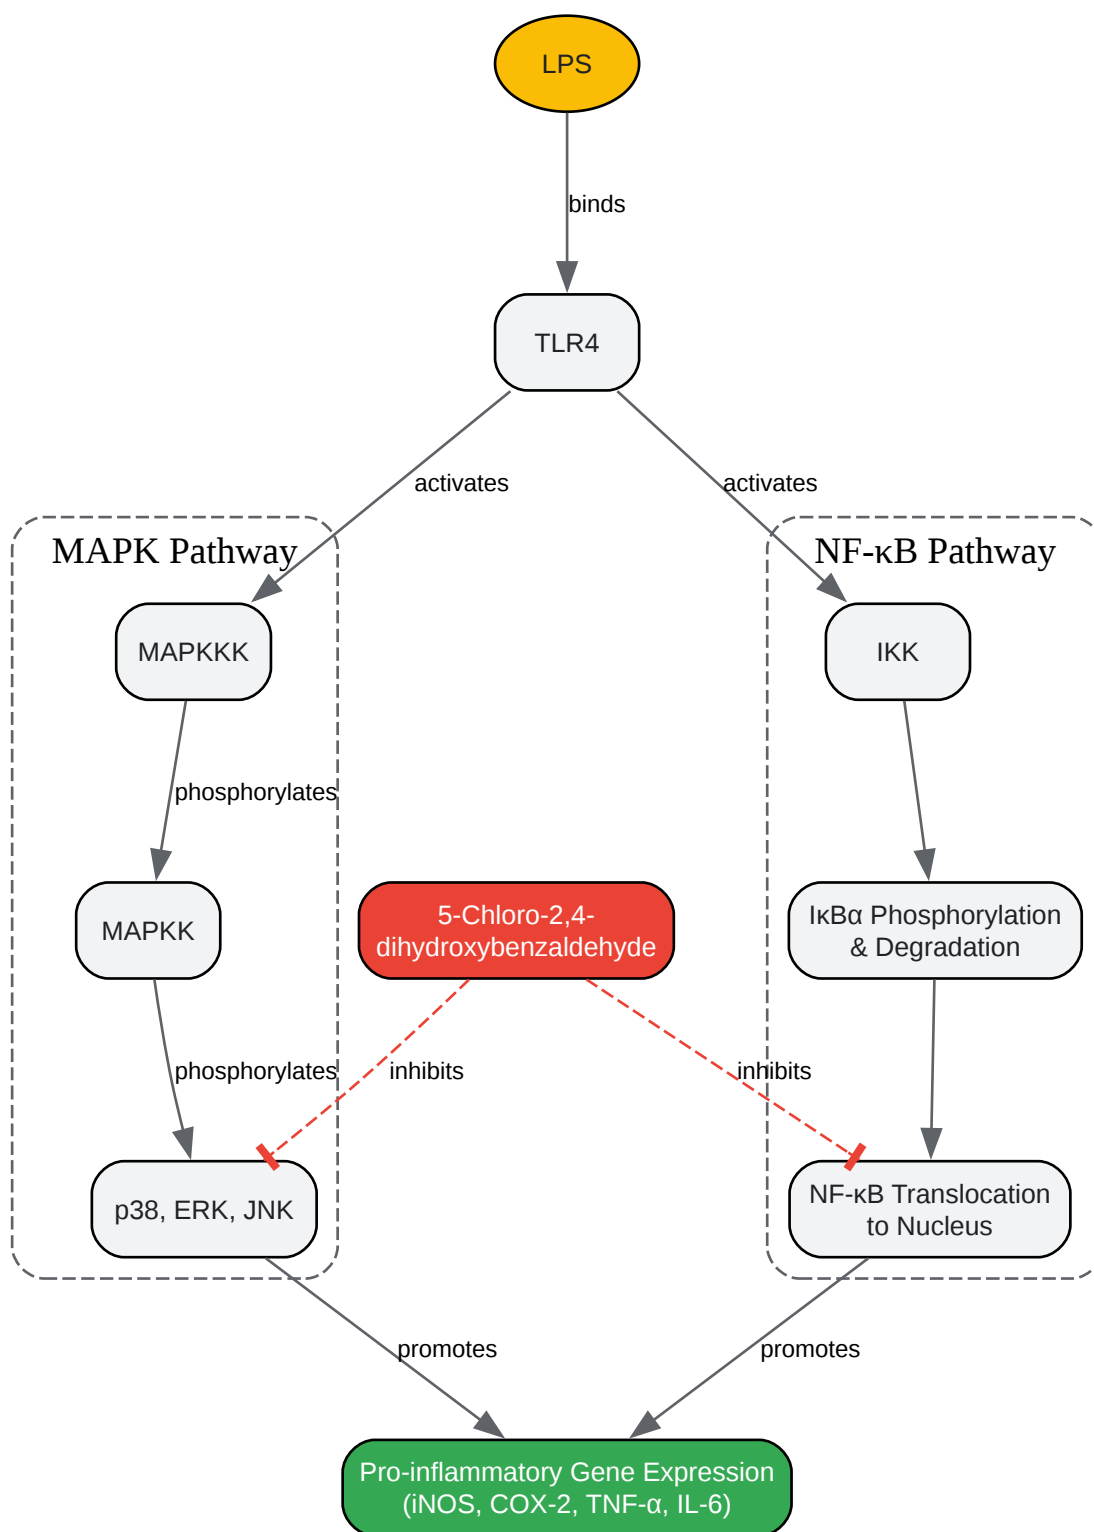 LPS
binds
TLR4
activates
activates
MAPK Pathway
NF-κB Pathway
MAPKKK
IKK
phosphorylates
MAPKK
5-Chloro-2,4-
dihydroxybenzaldehyde
IκBα Phosphorylation
& Degradation
phosphorylates
inhibits
inhibits
p38, ERK, JNK
NF-κB Translocation
to Nucleus
promotes
promotes
Pro-inflammatory Gene Expression
(iNOS, COX-2, TNF-α, IL-6)